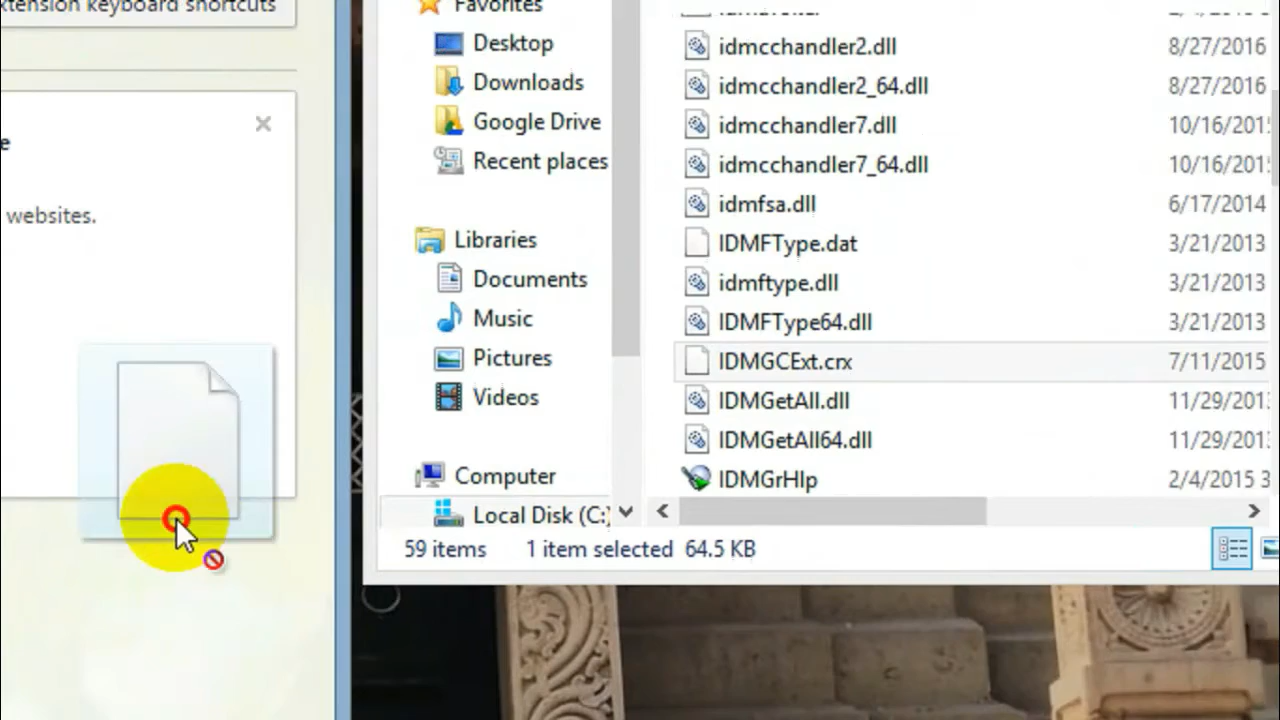 xtension keyboard shortcuts
e
websites.
Favorites
Desktop
Downloads
Google Drive
Recent places
Libraries
Documents
Music
Pictures
Videos
Computer
Local Disk (C:)
idmcchandler2.dll 8/27/2016
idmcchandler2_64.dll 8/27/2016
idmcchandler7.dll 10/16/201
idmcchandler7_64.dll 10/16/201
idmfsa.dll 6/17/2014
IDMFType.dat 3/21/2013
idmftype.dll 3/21/2013
IDMFType64.dll 3/21/2013
IDMGCExt.crx 7/11/2015
IDMGetAll.dll 11/29/201
IDMGetAll64.dll 11/29/201
IDMGrHlp 2/4/2015 3
59 items 1 item selected 64.5 KB